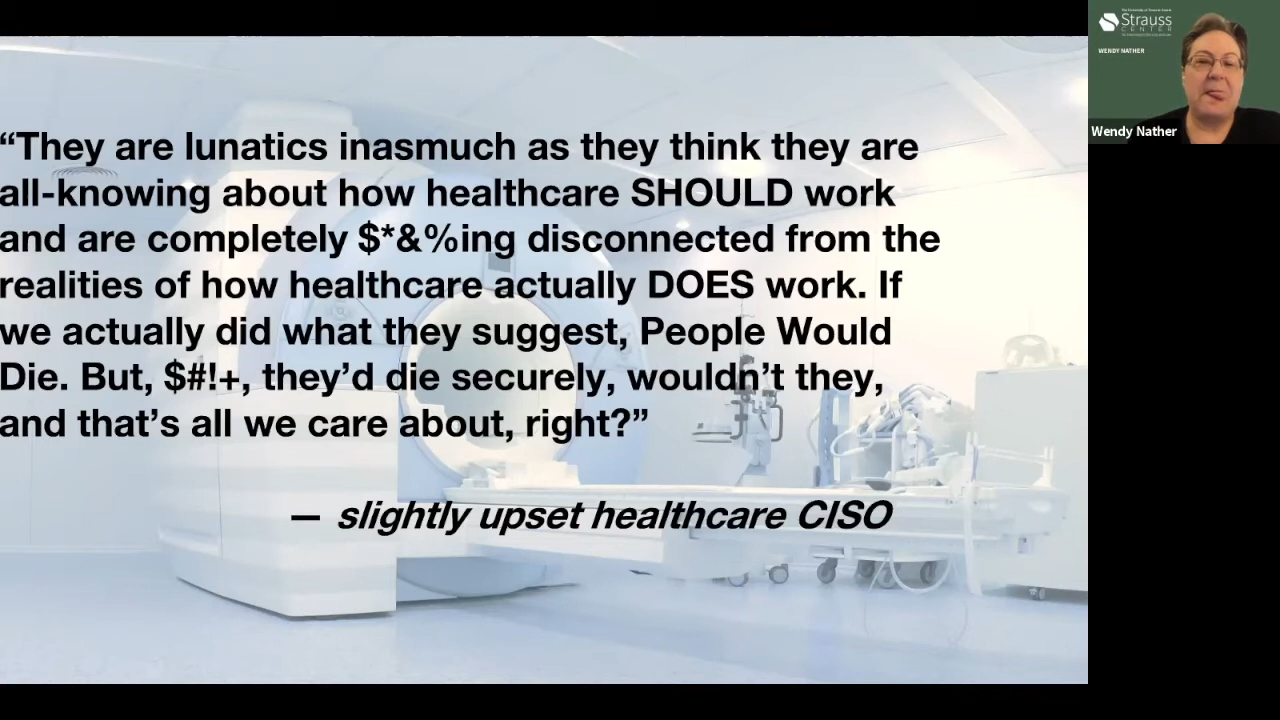 “They are lunatics inasmuch as they think they are
all-knowing about how healthcare SHOULD work
and are completely $*&%ing disconnected from the
realities of how healthcare actually DOES work. If
we actually did what they suggest, People Would
Die. But, $#!+, they’d die securely, wouldn’t they,
and that’s all we care about, right?”
— slightly upset healthcare CISO
Strauss
CENTER
WENDY NATHER
Wendy Nather